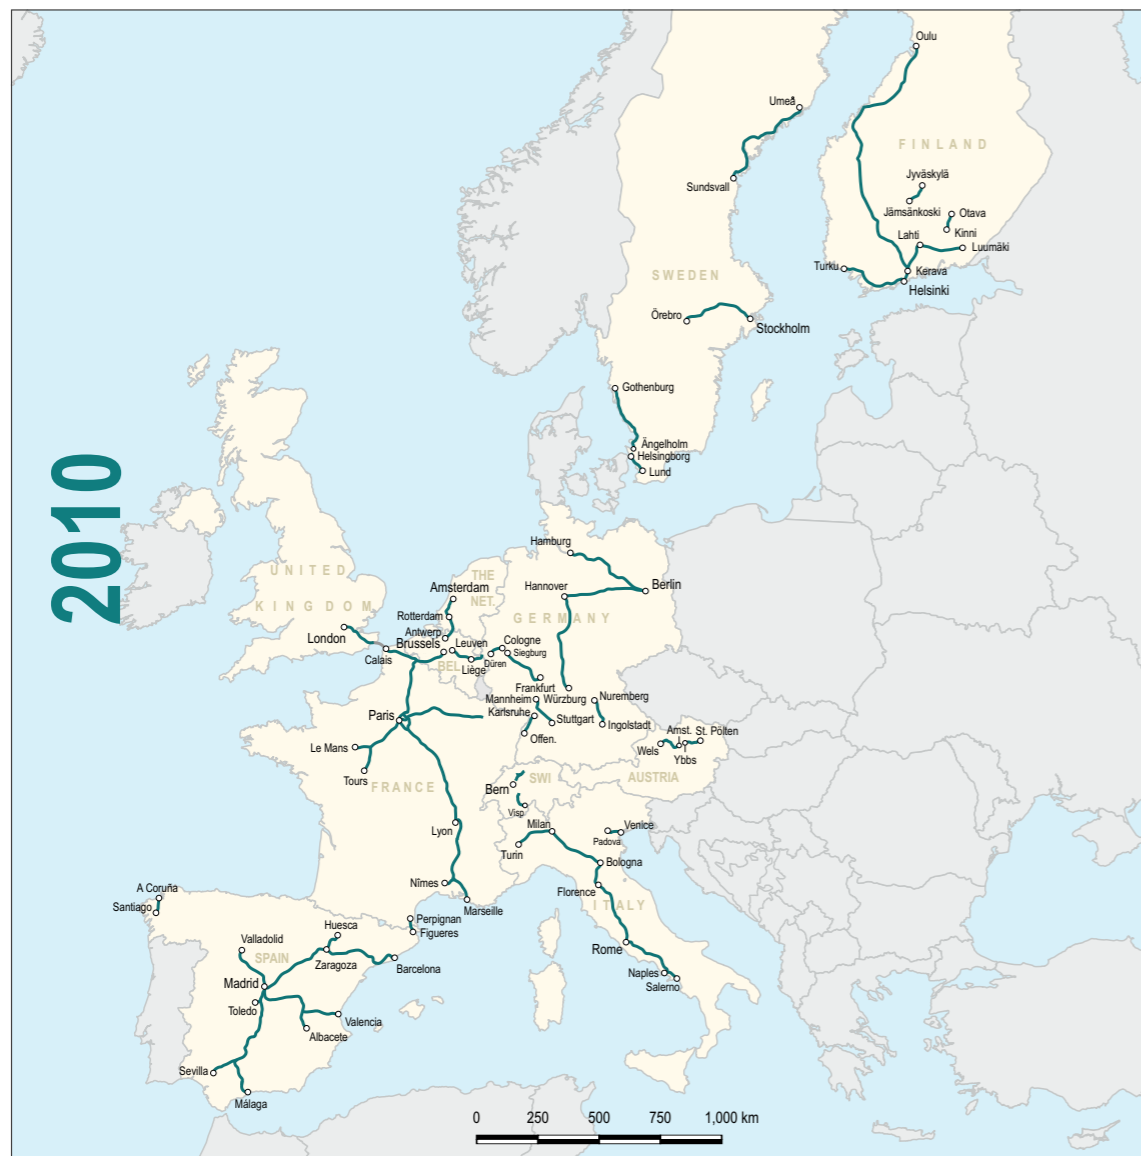 2010
Oulu
Umeå
FINLAND
Jyväskylä
Sundsvall
Jämsänkoski
Otava
Kinni
Lahti
Luumäki
Turku
Kerava
SWEDEN
Helsinki
Örebro
Stockholm
Gothenburg
Ängelholm
Helsingborg
Lund
Hamburg
UNITED
KINGDOM
THE
NET.
Amsterdam
Hannover
Berlin
Rotterdam
GERMANY
Antwerp
London
Brussels
Leuven
Cologne
Siegburg
Calais
BEL
Liège
Düren
Frankfurt
Mannheim
Würzburg
Nuremberg
Karlsruhe
Paris
Stuttgart
Ingolstadt
Offen.
Amst.
St. Pölten
Le Mans
Wels
Ybbs
Tours
FRANCE
Bern
SWI
AUSTRIA
Visp
Lyon
Milan
Venice
Padova
Turin
Bologna
Nîmes
Florence
A Coruña
Santiago
Marseille
ITALY
Perpignan
Huesca
Figueres
Valladolid
SPAIN
Zaragoza
Barcelona
Rome
Madrid
Naples
Salerno
Toledo
Valencia
Albacete
Sevilla
Málaga
0 250 500 750 1,000 km